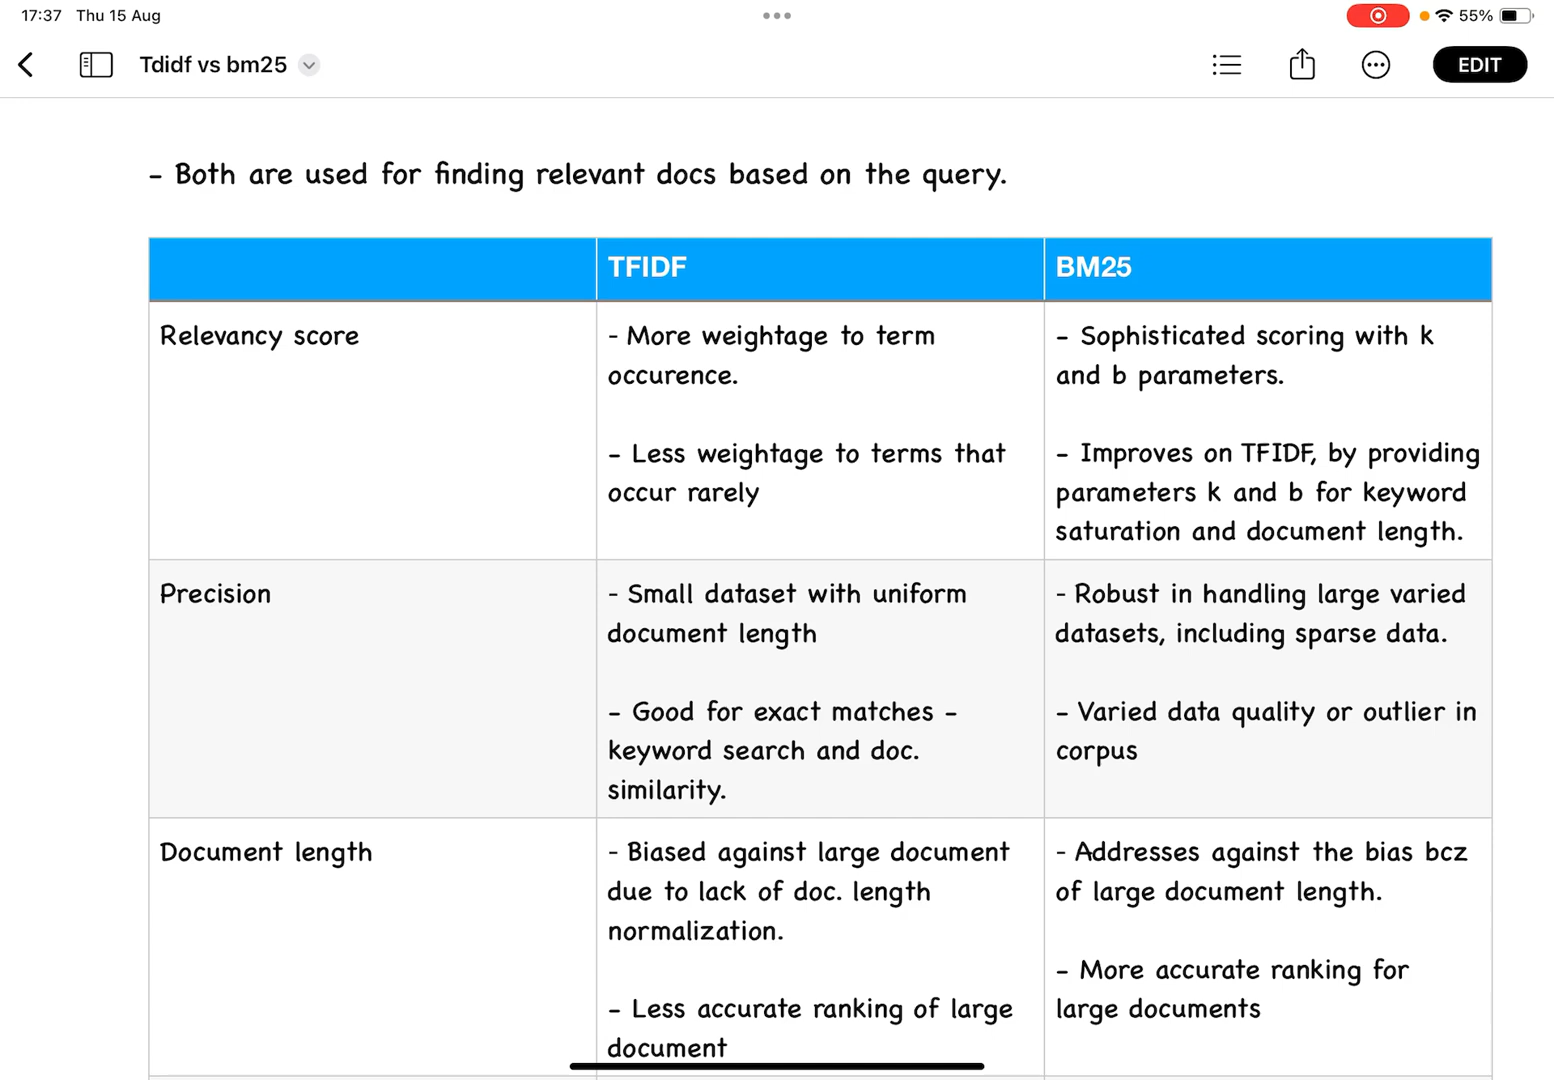 17:37 Thu 15 Aug
55%
Tdidf vs bm25
EDIT
- Both are used for finding relevant docs based on the query.
TFIDF
BM25
Relevancy score
- More weightage to term
occurence.
- Less weightage to terms that
occur rarely
- Sophisticated scoring with k
and b parameters.
- Improves on TFIDF, by providing
parameters k and b for keyword
saturation and document length.
Precision
- Small dataset with uniform
document length
- Good for exact matches -
keyword search and doc.
similarity.
- Robust in handling large varied
datasets, including sparse data.
- Varied data quality or outlier in
corpus
Document length
- Biased against large document
due to lack of doc. length
normalization.
- Less accurate ranking of large
document
- Addresses against the bias bcz
of large document length.
- More accurate ranking for
large documents